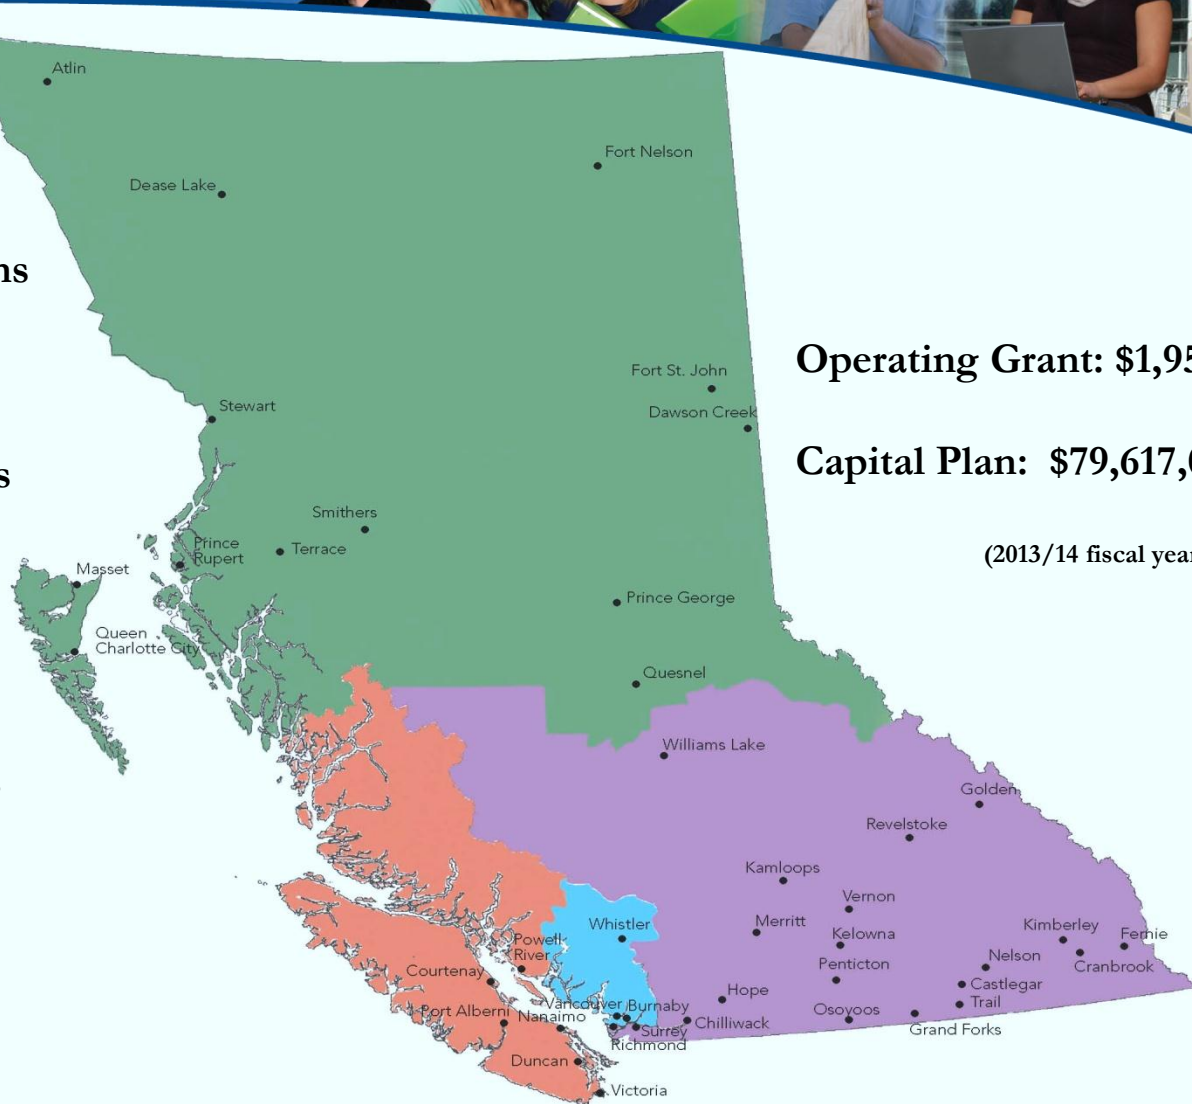 Atlin
Fort Nelson
Dease Lake
ns
Operating Grant: $1,95
Fort St. John
Stewart
Dawson Creek
Capital Plan: $79,617,
s
Smithers
Prince
Rupert
Terrace
(2013/14 fiscal year
Masset
Prince George
Queen
Charlotte City
Quesnel
Williams Lake
Golden
Revelstoke
Kamloops
Vernon
Whistler
Merritt
Kelowna
Kimberley
Fernie
Powell
River
Courtenay
Penticton
Nelson
Cranbrook
Castlegar
Hope
Trail
Vancouver
Burnaby
Port Alberni
Nanaimo
Osoyoos
Chilliwack
Surrey
Grand Forks
Richmond
Duncan
Victoria